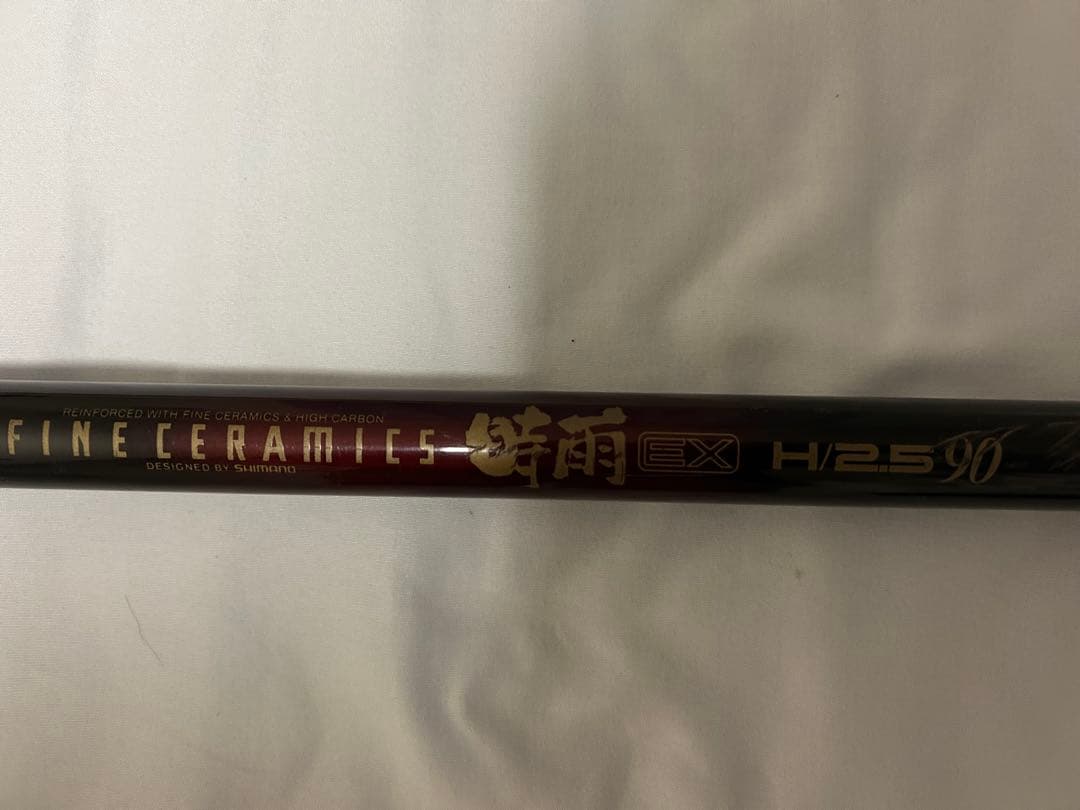 REINFORCED WITH FINE CERAMICS & HIGH CARBON
FINE CERAMICS 時雨 EX H/2.5 90
DESIGNED BY SHIMANO